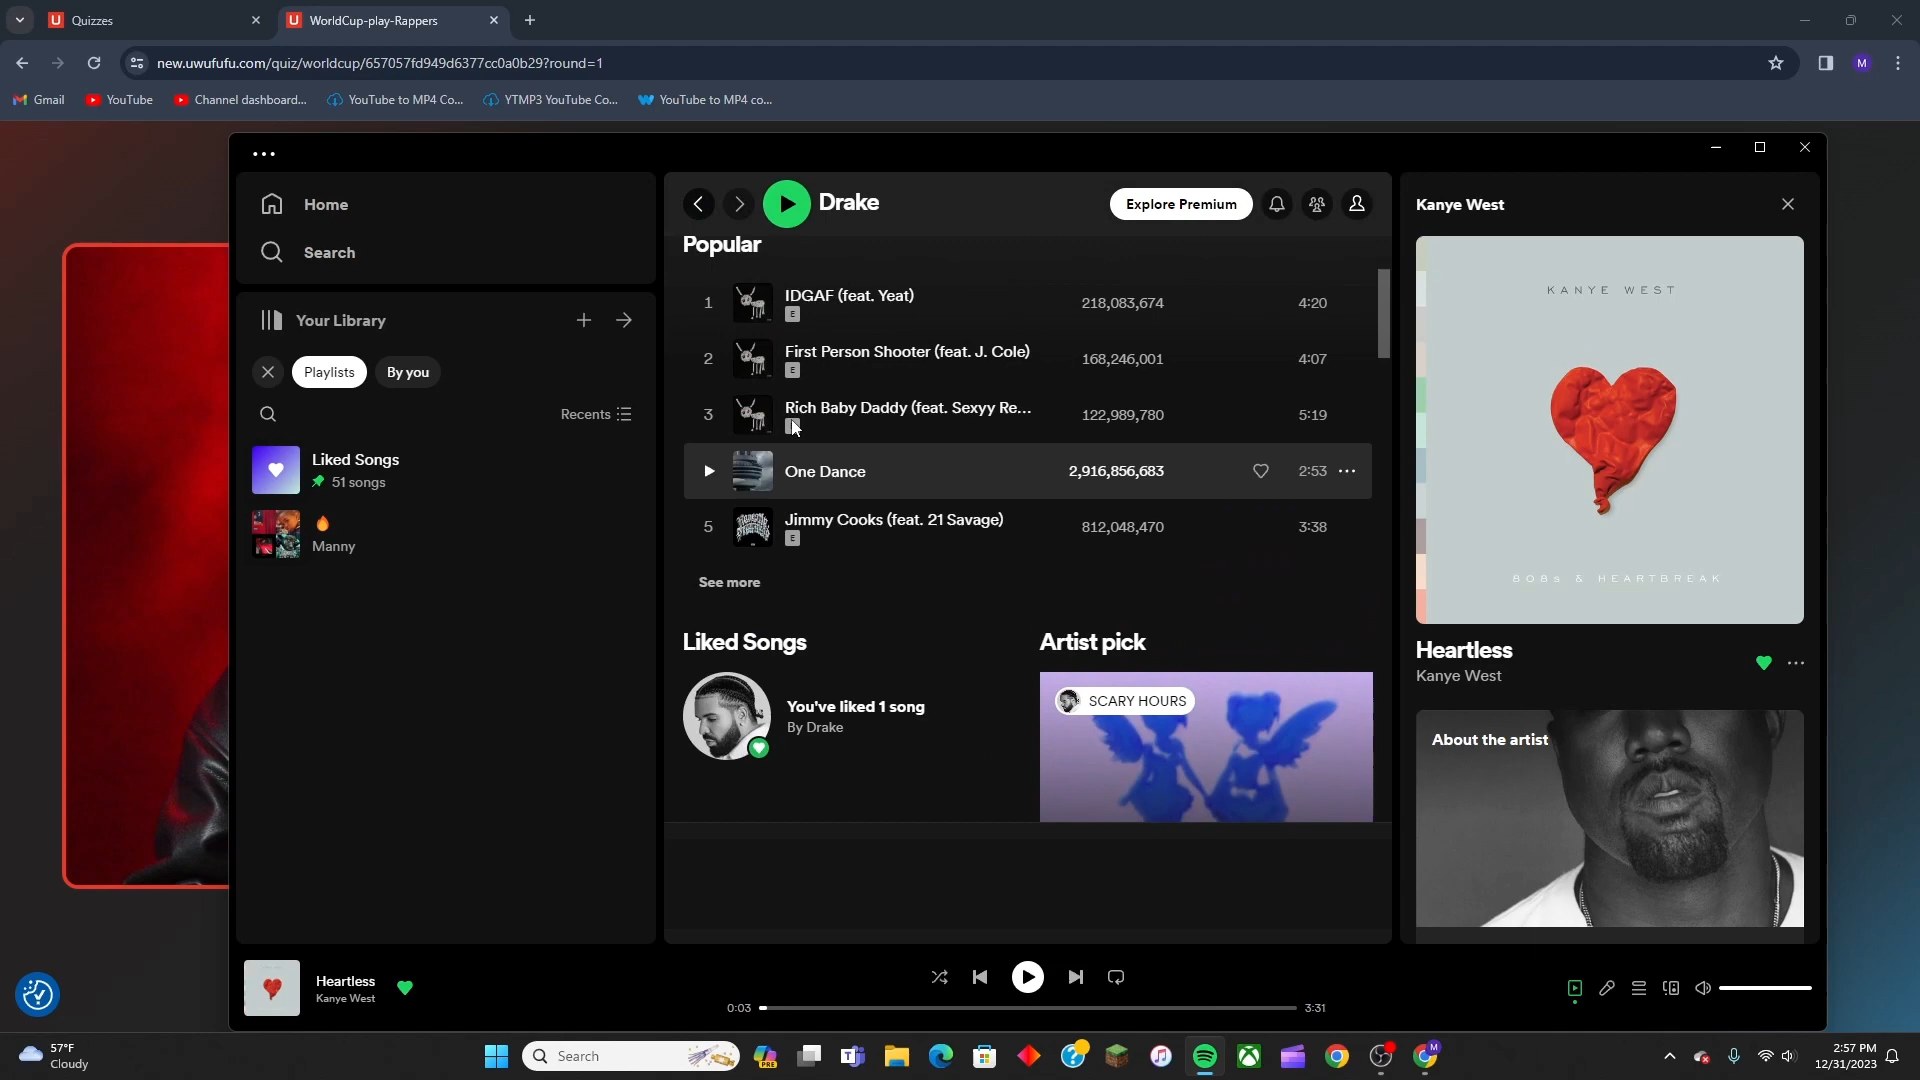 Quizzes
WorldCup-play-Rappers
new.uwufufu.com/quiz/worldcup/657057fd949d6377cc0a0b29?round=1
M
Gmail
YouTube
Channel dashboard...
YouTube to MP4 Co...
YTMP3 YouTube Co...
YouTube to MP4 co...
Home
Search
Your Library
Playlists
By you
Recents
Liked Songs
51 songs
Manny
Drake
Explore Premium
Popular
1 IDGAF (feat. Yeat) 218,083,674 4:20
E
2 First Person Shooter (feat. J. Cole) 168,246,001 4:07
E
3 Rich Baby Daddy (feat. Sexyy Re... 122,989,780 5:19
One Dance 2,916,856,683 2:53
5 Jimmy Cooks (feat. 21 Savage) 812,048,470 3:38
E
See more
Liked Songs
You've liked 1 song
By Drake
Artist pick
SCARY HOURS
Kanye West
KANYE WEST
808s & HEARTBREAK
Heartless
Kanye West
About the artist
Heartless
Kanye West
0:03
3:31
57°F
Cloudy
Search
PRE
M
2:57 PM
12/31/2023